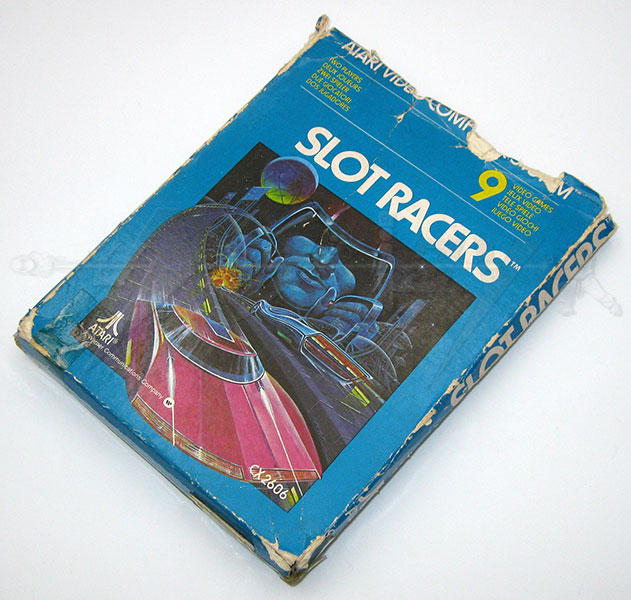 ATARI VIDEO COMP
M
TWO PLAYERS
DEUX JOUEURS
ZWEI SPIELER
DUE GIOCATORI
DOS JUGADORES
9
VIDEO GAMES
JEUX VIDEO
TELE-SPIELE
VIDEO GIOCHI
JUEGO VIDEO
SLOT RACERS™
ATARI®
A Warner Communications Company
CX2606
SLOT RACERS